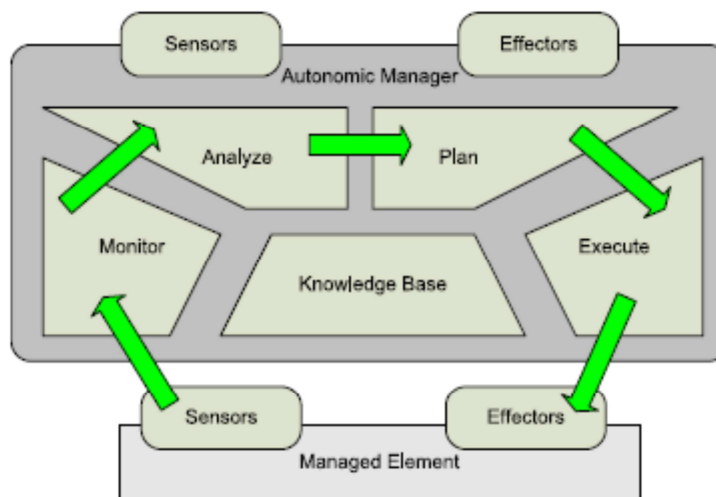 Sensors
Effectors
Autonomic Manager
Analyze
Plan
Monitor
Execute
Knowledge Base
Sensors
Effectors
Managed Element